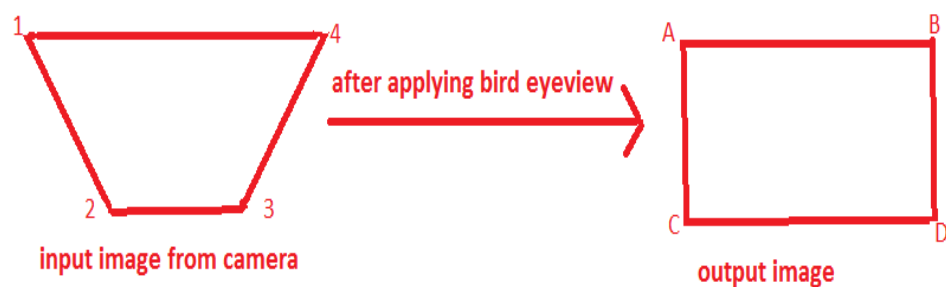 1
4
2
3
input image from camera
after applying bird eyeview
A
B
C
D
output image